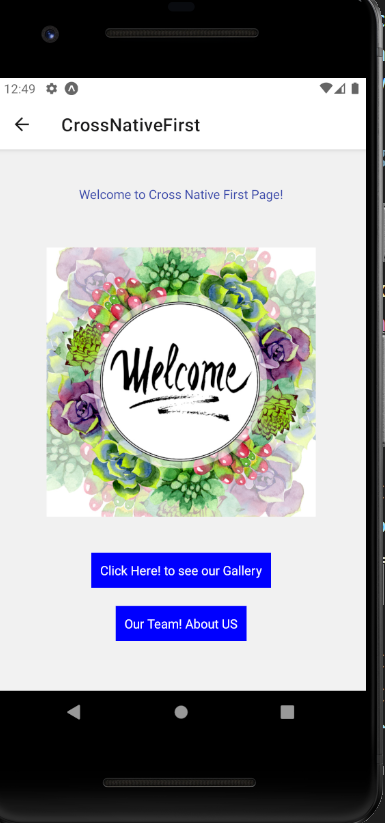 12:49
CrossNativeFirst
Welcome to Cross Native First Page!
Welcome
Click Here! to see our Gallery
Our Team! About US